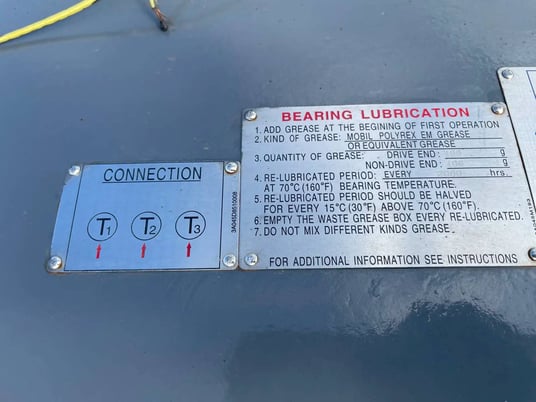 CONNECTION
T1 T2 T3
3A045D8510008
BEARING LUBRICATION
1. ADD GREASE AT THE BEGINING OF FIRST OPERATION
2. KIND OF GREASE: MOBIL POLYREX EM GREASE
OR EQUIVALENT GREASE
3. QUANTITY OF GREASE: DRIVE END: g
NON-DRIVE END: g
4. RE-LUBRICATED PERIOD: EVERY hrs.
AT 70°C (160°F) BEARING TEMPERATURE.
5. RE-LUBRICATED PERIOD SHOULD BE HALVED
FOR EVERY 15°C (30°F) ABOVE 70°C (160°F)
6. EMPTY THE WASTE GREASE BOX EVERY RE-LUBRICATED.
7. DO NOT MIX DIFFERENT KINDS GREASE.
FOR ADDITIONAL INFORMATION SEE INSTRUCTIONS